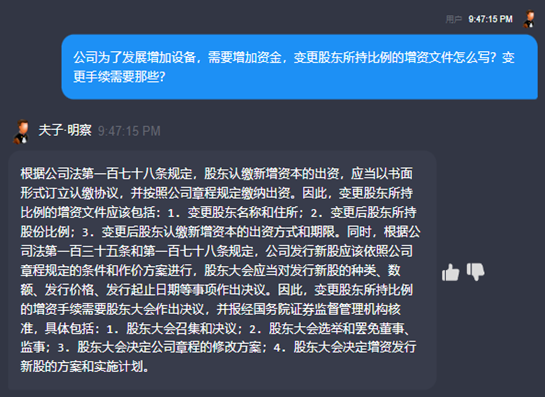 用户 9:47:15 PM
公司为了发展增加设备，需要增加资金，变更股东所持比例的增资文件怎么写？变
更手续需要那些？
夫子·明察 9:47:15 PM
根据公司法第一百七十八条规定，股东认缴新增资本的出资，应当以书面
形式订立认缴协议，并按照公司章程规定缴纳出资。因此，变更股东所持
比例的增资文件应该包括：1. 变更股东名称和住所；2. 变更后股东所持
股份比例；3. 变更后股东认缴新增资本的出资方式和期限。同时，根据公
司法第一百三十五条和第一百七十八条规定，公司发行新股应该依照公司
章程规定的条件和作价方案进行，股东大会应当对发行新股的种类、数
额、发行价格、发行起止日期等事项作出决议。因此，变更股东所持比例
的增资手续需要股东大会作出决议，并报经国务院证券监督管理机构核
准，具体包括：1. 股东大会召集和决议；2. 股东大会选举和罢免董事、
监事；3. 股东大会决定公司章程的修改方案；4. 股东大会决定增资发行
新股的方案和实施计划。